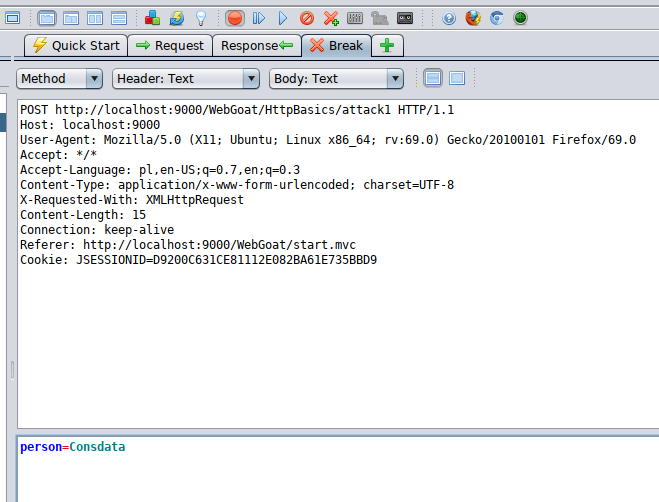 Quick Start Request Response Break
Method Header: Text Body: Text
POST http://localhost:9000/WebGoat/HttpBasics/attack1 HTTP/1.1
Host: localhost:9000
User-Agent: Mozilla/5.0 (X11; Ubuntu; Linux x86_64; rv:69.0) Gecko/20100101 Firefox/69.0
Accept: */*
Accept-Language: pl,en-US;q=0.7,en;q=0.3
Content-Type: application/x-www-form-urlencoded; charset=UTF-8
X-Requested-With: XMLHttpRequest
Content-Length: 15
Connection: keep-alive
Referer: http://localhost:9000/WebGoat/start.mvc
Cookie: JSESSIONID=D9200C631CE81112E082BA61E735BBD9
person=Consdata